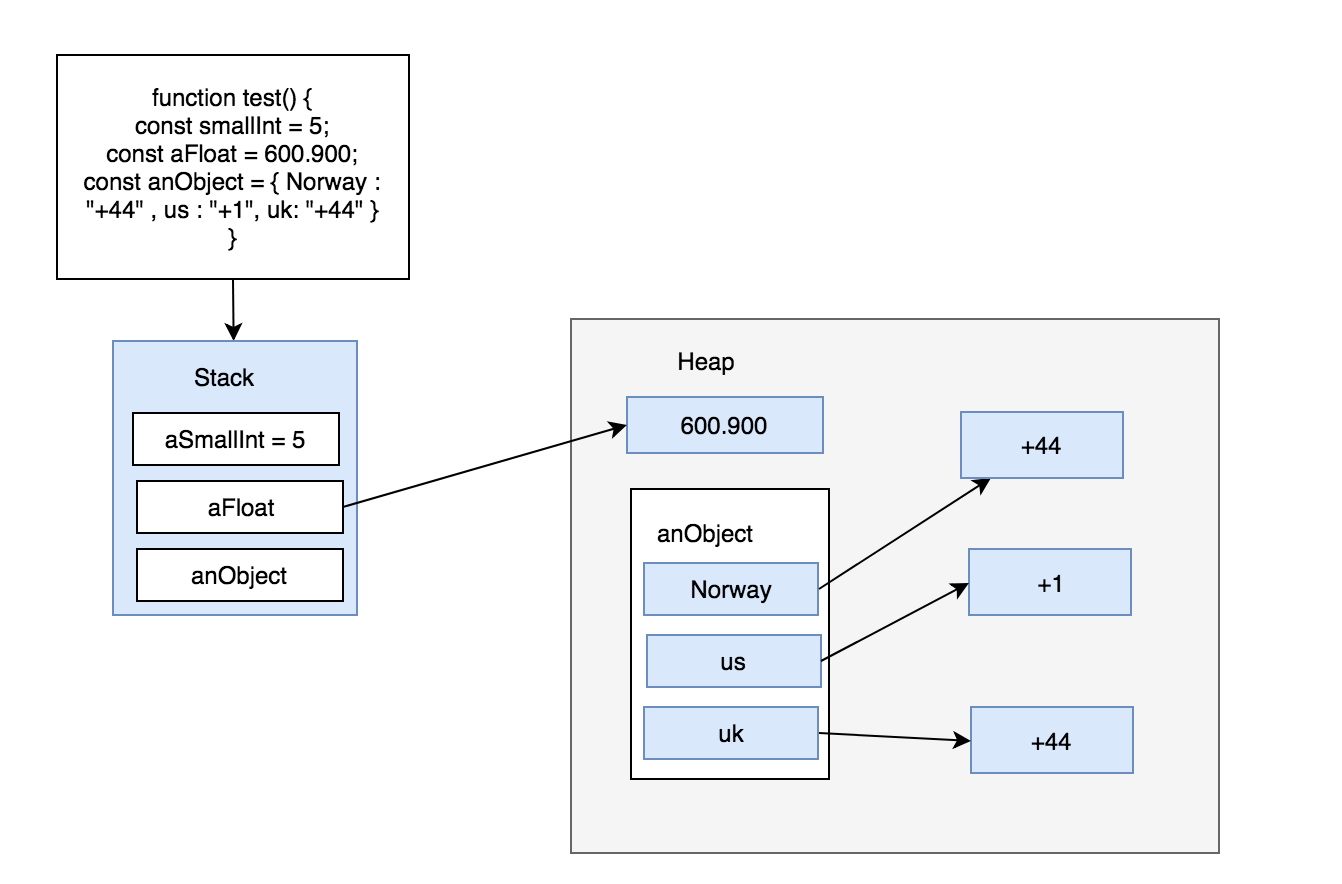 function test() {
const smallInt = 5;
const aFloat = 600.900;
const anObject = { Norway :
"+44" , us : "+1", uk: "+44" }
}
Stack
aSmallInt = 5
aFloat
anObject
Heap
600.900
anObject
Norway
us
uk
+44
+1
+44